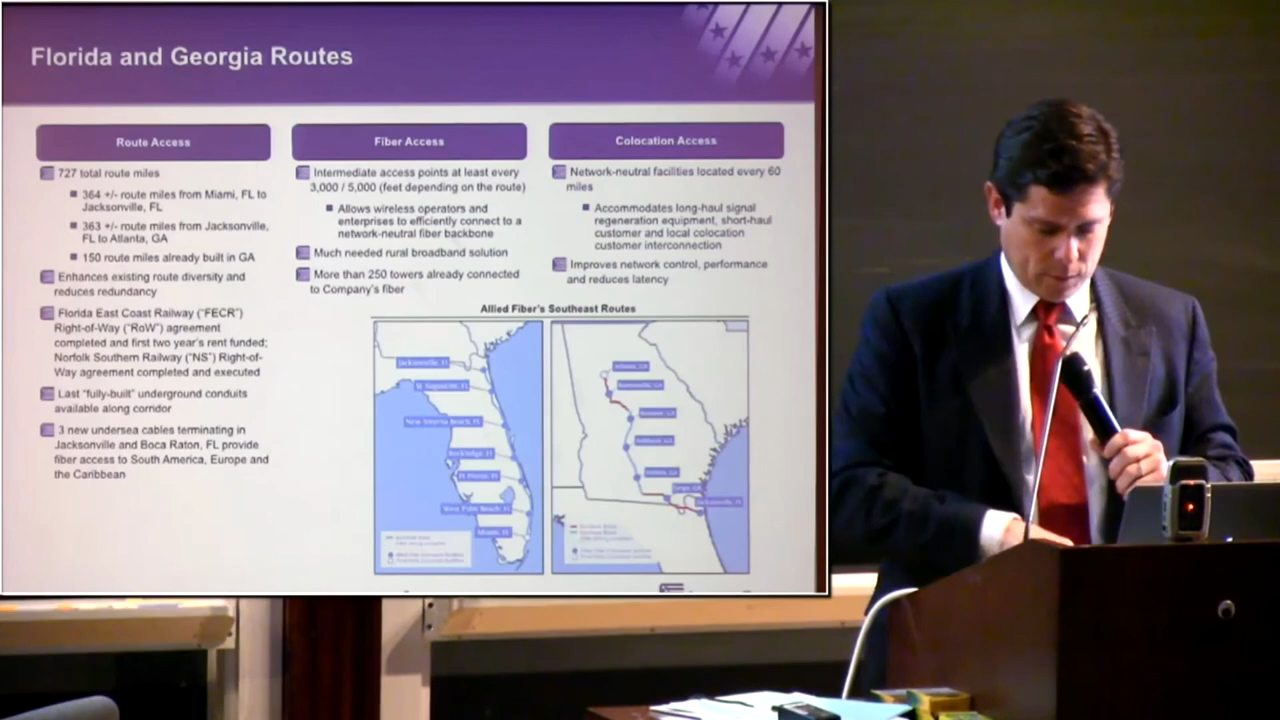 Florida and Georgia Routes
Route Access
727 total route miles
364 +/- route miles from Miami, FL to
Jacksonville, FL
363 +/- route miles from Jacksonville,
FL to Atlanta, GA
150 route miles already built in GA
Enhances existing route diversity and
reduces redundancy
Florida East Coast Railway ("FECR")
Right-of-Way ("RoW") agreement
completed and first two year's rent funded;
Norfolk Southern Railway ("NS") Right-of-
Way agreement completed and executed
Last "fully-built" underground conduits
available along corridor
3 new undersea cables terminating in
Jacksonville and Boca Raton, FL provide
fiber access to South America, Europe and
the Caribbean
Fiber Access
Intermediate access points at least every
3,000 / 5,000 (feet depending on the route)
Allows wireless operators and
enterprises to efficiently connect to a
network-neutral fiber backbone
Much needed rural broadband solution
More than 250 towers already connected
to Company's fiber
Colocation Access
Network-neutral facilities located every 60
miles
Accommodates long-haul signal
regeneration equipment, short-haul
customer and local colocation
customer interconnection
Improves network control, performance
and reduces latency
Allied Fiber's Southeast Routes
Jacksonville, FL
St. Augustine, FL
New Smyrna Beach, FL
Rockledge, FL
Ft. Pierce, FL
West Palm Beach, FL
Miami, FL
Atlanta, GA
Jacksonville, FL